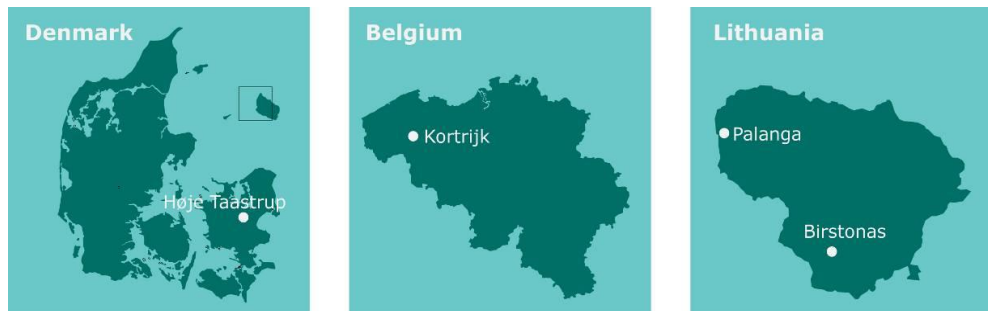 Denmark
Høje Taastrup
Belgium
Kortrijk
Lithuania
Palanga
Birstonas